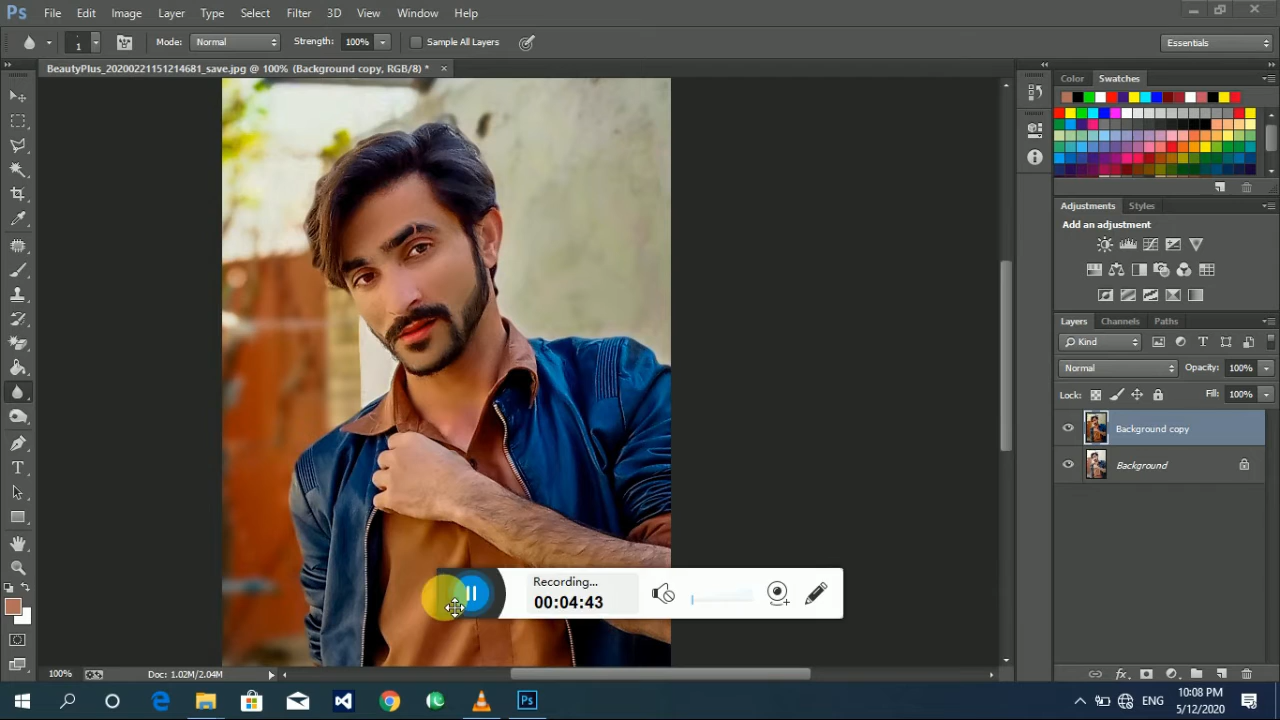 Ps File Edit Image Layer Type Select Filter 3D View Window Help
1 Mode: Normal Strength: 100% Sample All Layers Essentials
BeautyPlus_20200221151214681_save.jpg @ 100% (Background copy, RGB/8) * ×
Color Swatches
Adjustments Styles
Add an adjustment
Layers Channels Paths
Kind
Normal Opacity: 100%
Lock: Fill: 100%
Background copy
Background
Recording...
00:04:43
100% Doc: 1.02M/2.04M
Ps ENG 10:08 PM
5/12/2020